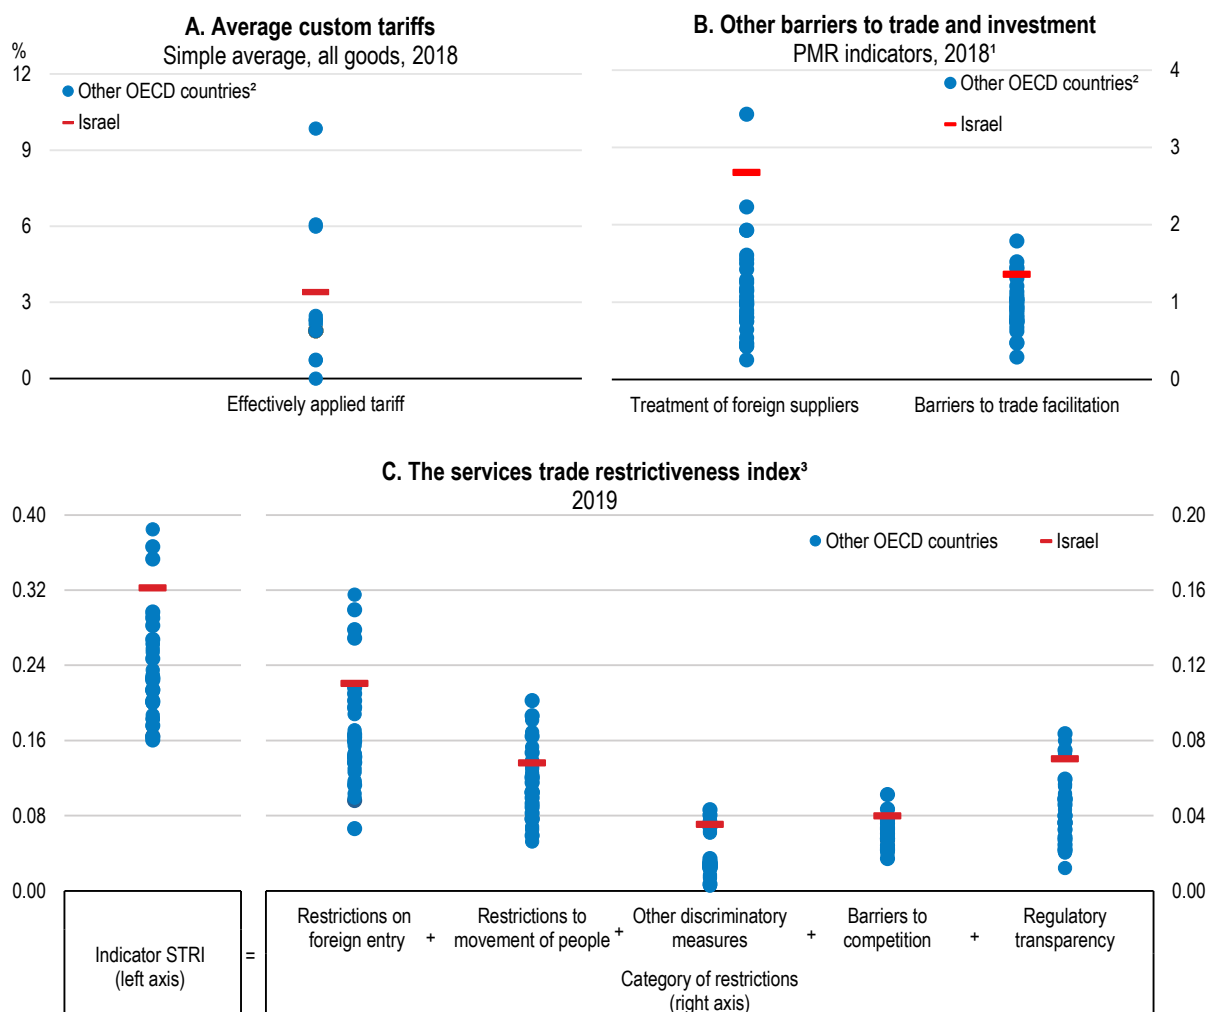 A. Average custom tariffs
Simple average, all goods, 2018
%
12
9
6
3
0
Other OECD countries²
Israel
Effectively applied tariff
B. Other barriers to trade and investment
PMR indicators, 2018¹
4
3
2
1
0
Other OECD countries²
Israel
Treatment of foreign suppliers
Barriers to trade facilitation
C. The services trade restrictiveness index³
2019
0.40
0.32
0.24
0.16
0.08
0.00
0.20
0.16
0.12
0.08
0.04
0.00
Other OECD countries
Israel
Indicator STRI
(left axis)
=
Restrictions on
foreign entry
+
Restrictions to
movement of people
+
Other discriminatory
measures
+
Barriers to
competition
+
Regulatory
transparency
Category of restrictions
(right axis)